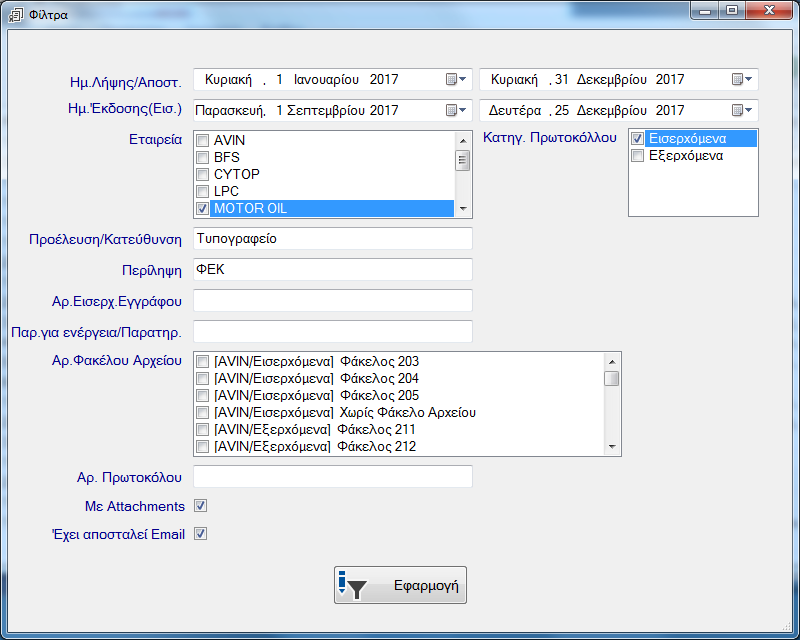 Φίλτρα
Ημ.Λήψης/Αποστ. Κυριακή , 1 Ιανουαρίου 2017 Κυριακή , 31 Δεκεμβρίου 2017
Ημ.Έκδοσης(Εισ.) Παρασκευή, 1 Σεπτεμβρίου 2017 Δευτέρα , 25 Δεκεμβρίου 2017
Εταιρεία AVIN Κατηγ. Πρωτοκόλλου Εισερχόμενα
BFS Εξερχόμενα
CYTOP
LPC
MOTOR OIL
Προέλευση/Κατεύθυνση Τυπογραφείο
Περίληψη ΦΕΚ
Αρ.Εισερχ.Εγγράφου
Παρ.για ενέργεια/Παρατηρ.
Αρ.Φακέλου Αρχείου [AVIN/Εισερχόμενα] Φάκελος 203
[AVIN/Εισερχόμενα] Φάκελος 204
[AVIN/Εισερχόμενα] Φάκελος 205
[AVIN/Εισερχόμενα] Χωρίς Φάκελο Αρχείου
[AVIN/Εξερχόμενα] Φάκελος 211
[AVIN/Εξερχόμενα] Φάκελος 212
Αρ. Πρωτοκόλου
Με Attachments
Έχει αποσταλεί Email
Εφαρμογή